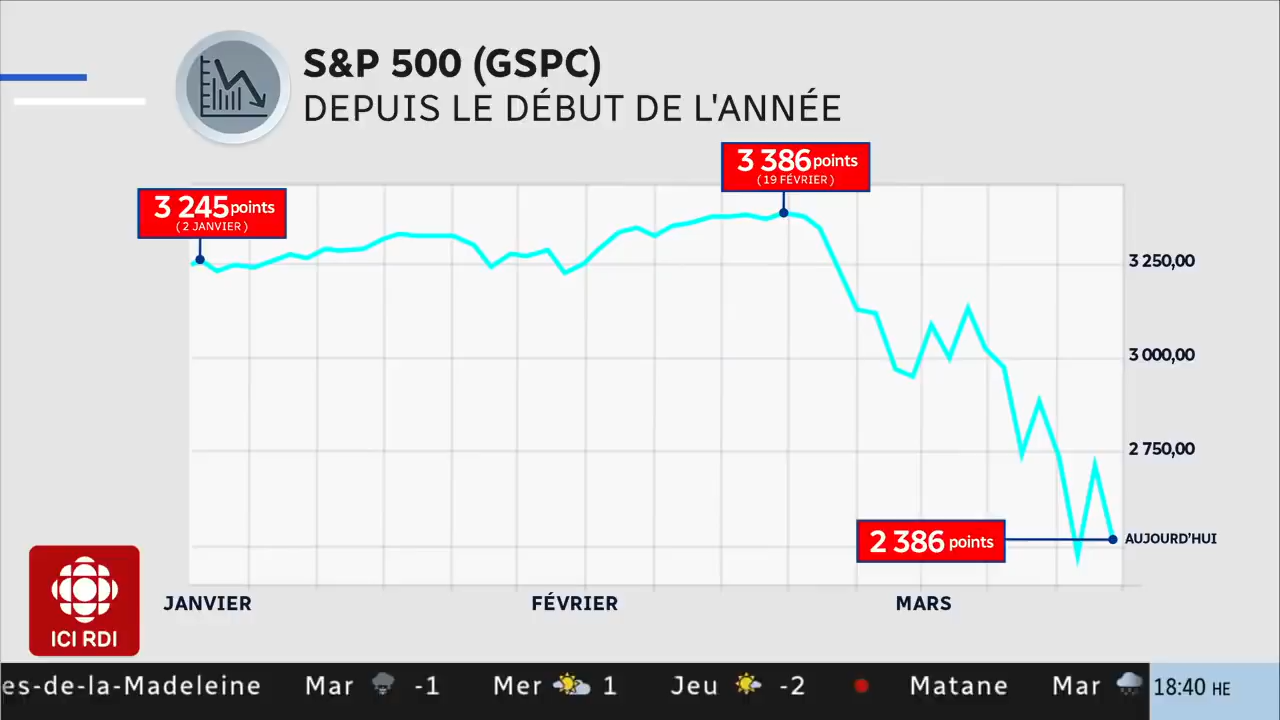 S&P 500 (GSPC)
DEPUIS LE DÉBUT DE L'ANNÉE
3 386 points
( 19 FÉVRIER )
3 245 points
( 2 JANVIER )
3 250,00
3 000,00
2 750,00
2 386 points
AUJOURD'HUI
JANVIER FÉVRIER MARS
ICI RDI
es-de-la-Madeleine Mar -1 Mer 1 Jeu -2 Matane Mar 18:40 HE